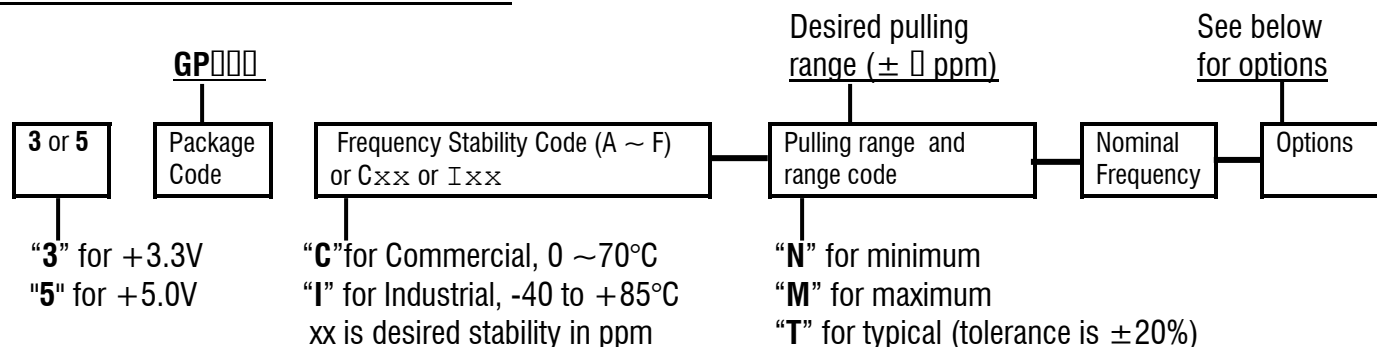 Desired pulling
range (± ▯ ppm)
See below
for options
GP▯▯▯
3 or 5
Package
Code
Frequency Stability Code (A ~ F)
or Cxx or Ixx
Pulling range and
range code
Nominal
Frequency
Options
“3” for +3.3V
"5" for +5.0V
“C”for Commercial, 0 ~70°C
“I” for Industrial, -40 to +85°C
xx is desired stability in ppm
“N” for minimum
“M” for maximum
“T” for typical (tolerance is ±20%)